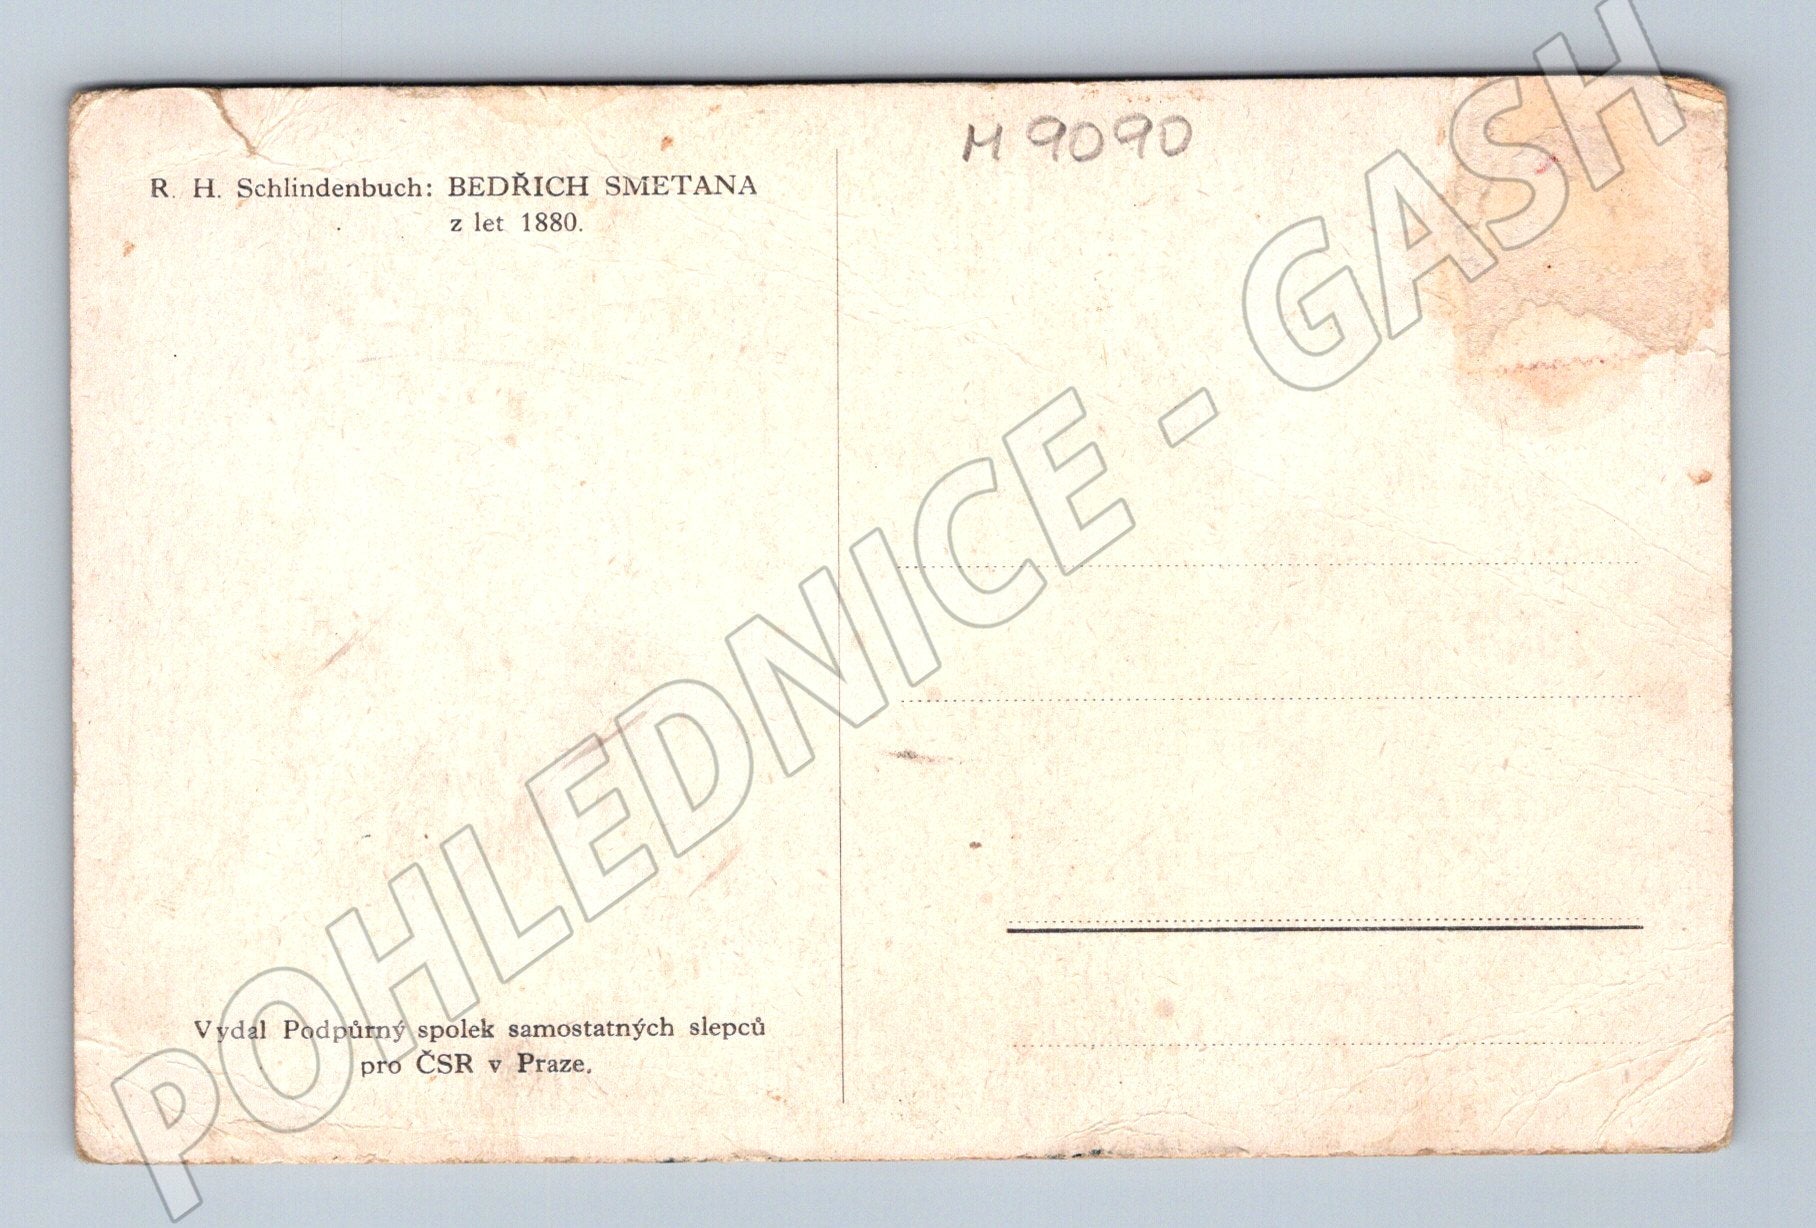 M 9090
R. H. Schlindenbuch: BEDŘICH SMETANA
z let 1880.
POHLEDNICE - GASH
Vydal Podpůrný spolek samostatných slepců
pro ČSR v Praze.